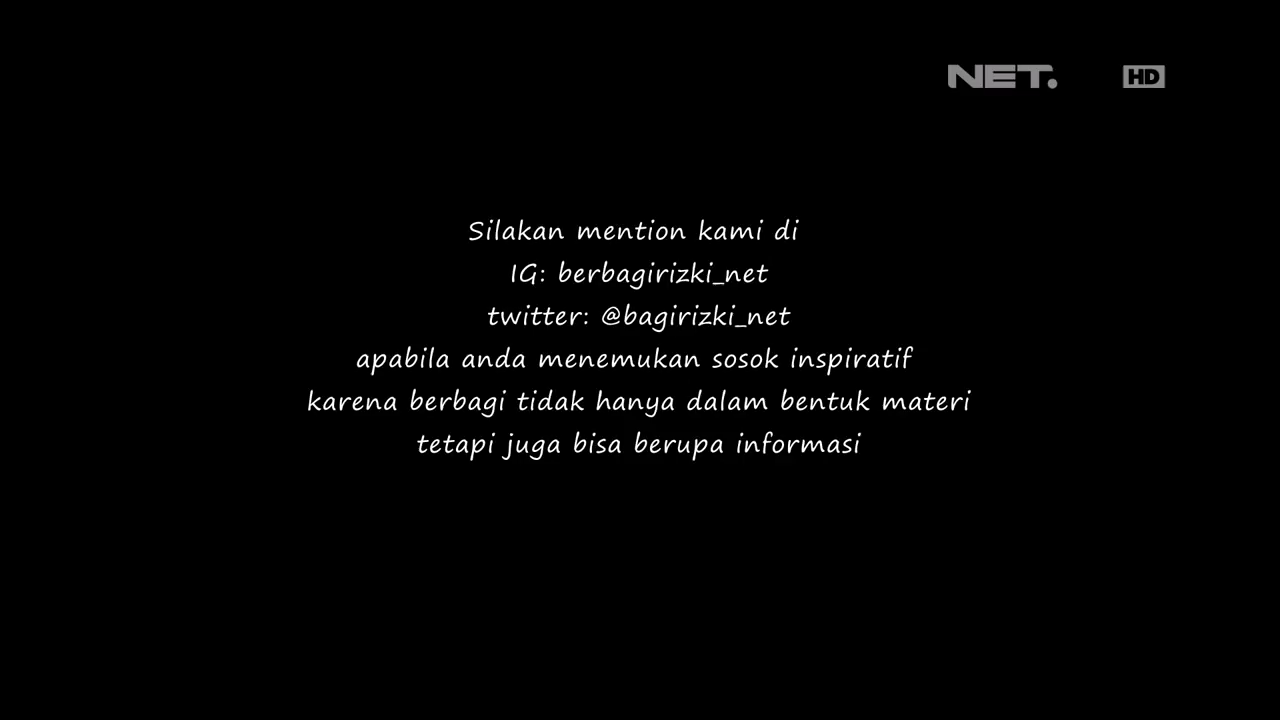 NET. HD
Silakan mention kami di
IG: berbagirizki_net
twitter: @bagirizki_net
apabila anda menemukan sosok inspiratif
karena berbagi tidak hanya dalam bentuk materi
tetapi juga bisa berupa informasi